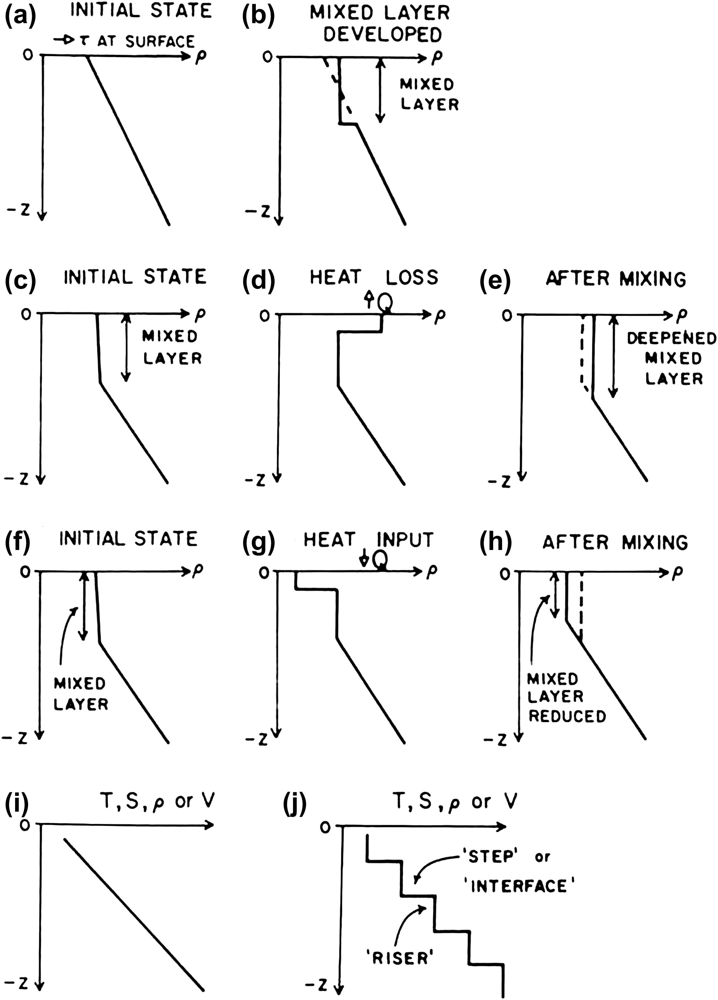 (a) INITIAL STATE
→ τ AT SURFACE
0 ρ
−z
(b) MIXED LAYER
DEVELOPED
0 ρ
MIXED
LAYER
−z
(c) INITIAL STATE
0 ρ
MIXED
LAYER
−z
(d) HEAT LOSS
↑Q
0 ρ
−z
(e) AFTER MIXING
0 ρ
DEEPENED
MIXED
LAYER
−z
(f) INITIAL STATE
0 ρ
MIXED
LAYER
−z
(g) HEAT INPUT
↓Q
0 ρ
−z
(h) AFTER MIXING
0 ρ
MIXED
LAYER
REDUCED
−z
(i) T, S, ρ or V
0
−z
(j) T, S, ρ or V
0
'STEP' or
'INTERFACE'
'RISER'
−z